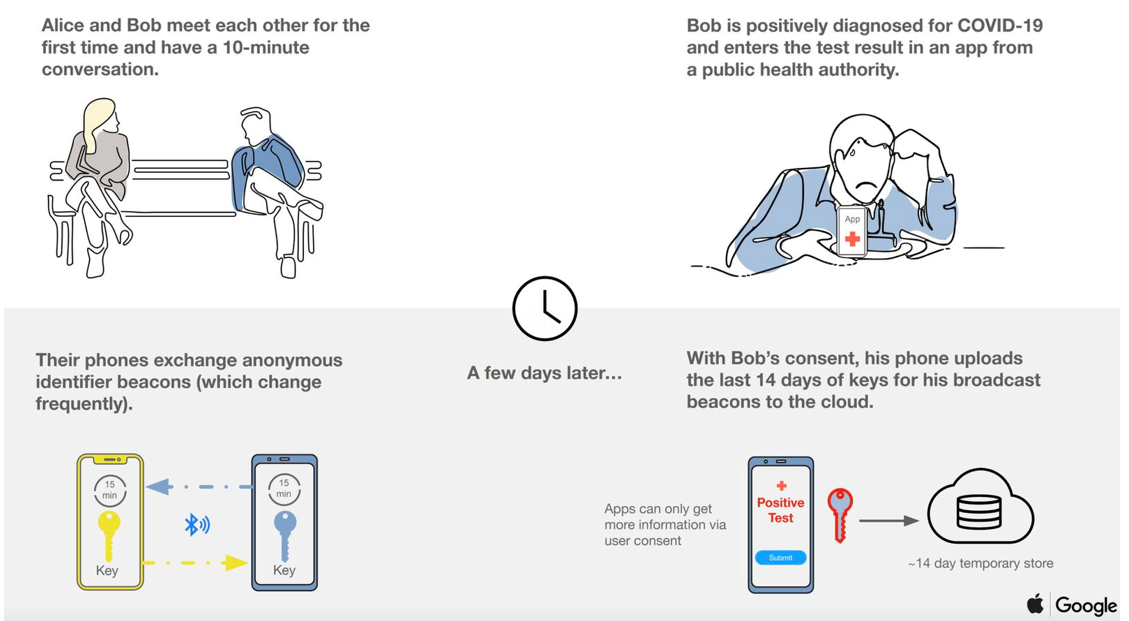 Alice and Bob meet each other for the
first time and have a 10-minute
conversation.
Bob is positively diagnosed for COVID-19
and enters the test result in an app from
a public health authority.
App
Their phones exchange anonymous
identifier beacons (which change
frequently).
15
min
Key
15
min
Key
A few days later…
With Bob’s consent, his phone uploads
the last 14 days of keys for his broadcast
beacons to the cloud.
Apps can only get
more information via
user consent
Positive
Test
Submit
~14 day temporary store
Google